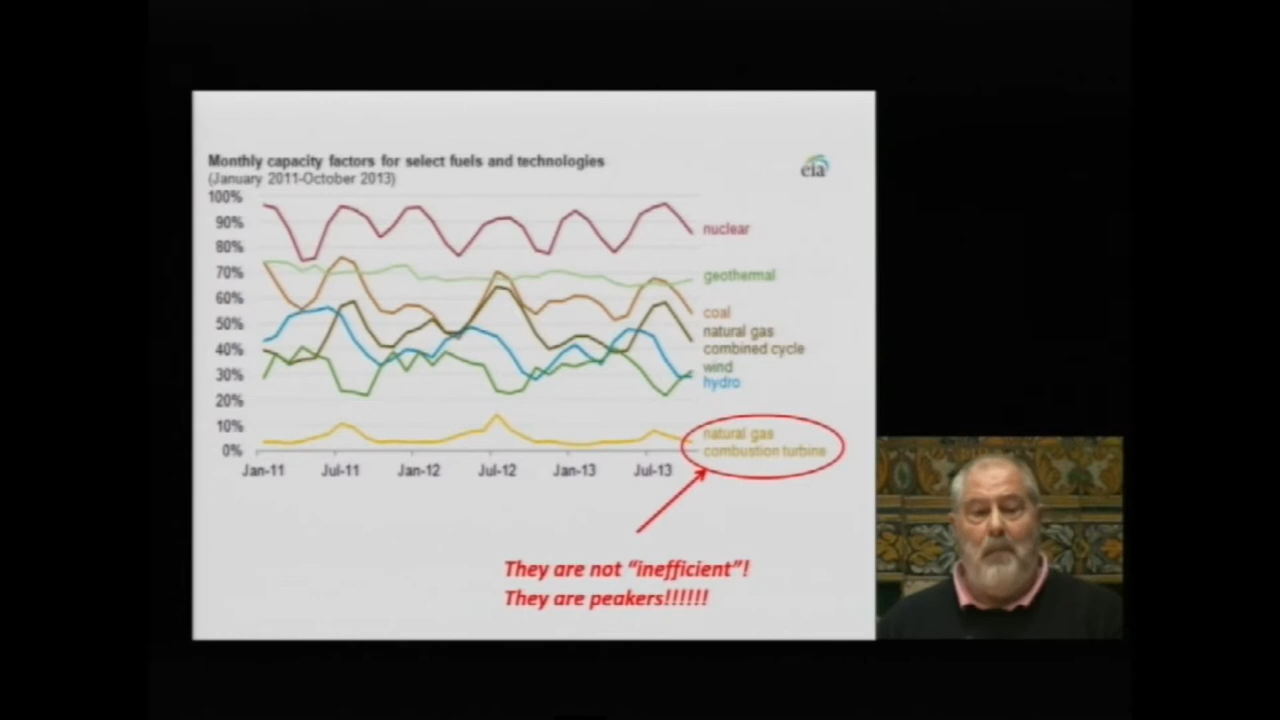 Monthly capacity factors for select fuels and technologies
(January 2011-October 2013)
eia
100%
90%
80%
70%
60%
50%
40%
30%
20%
10%
0%
nuclear
geothermal
coal
natural gas
combined cycle
wind
hydro
natural gas
combustion turbine
Jan-11
Jul-11
Jan-12
Jul-12
Jan-13
Jul-13
They are not “inefficient”!
They are peakers!!!!!!